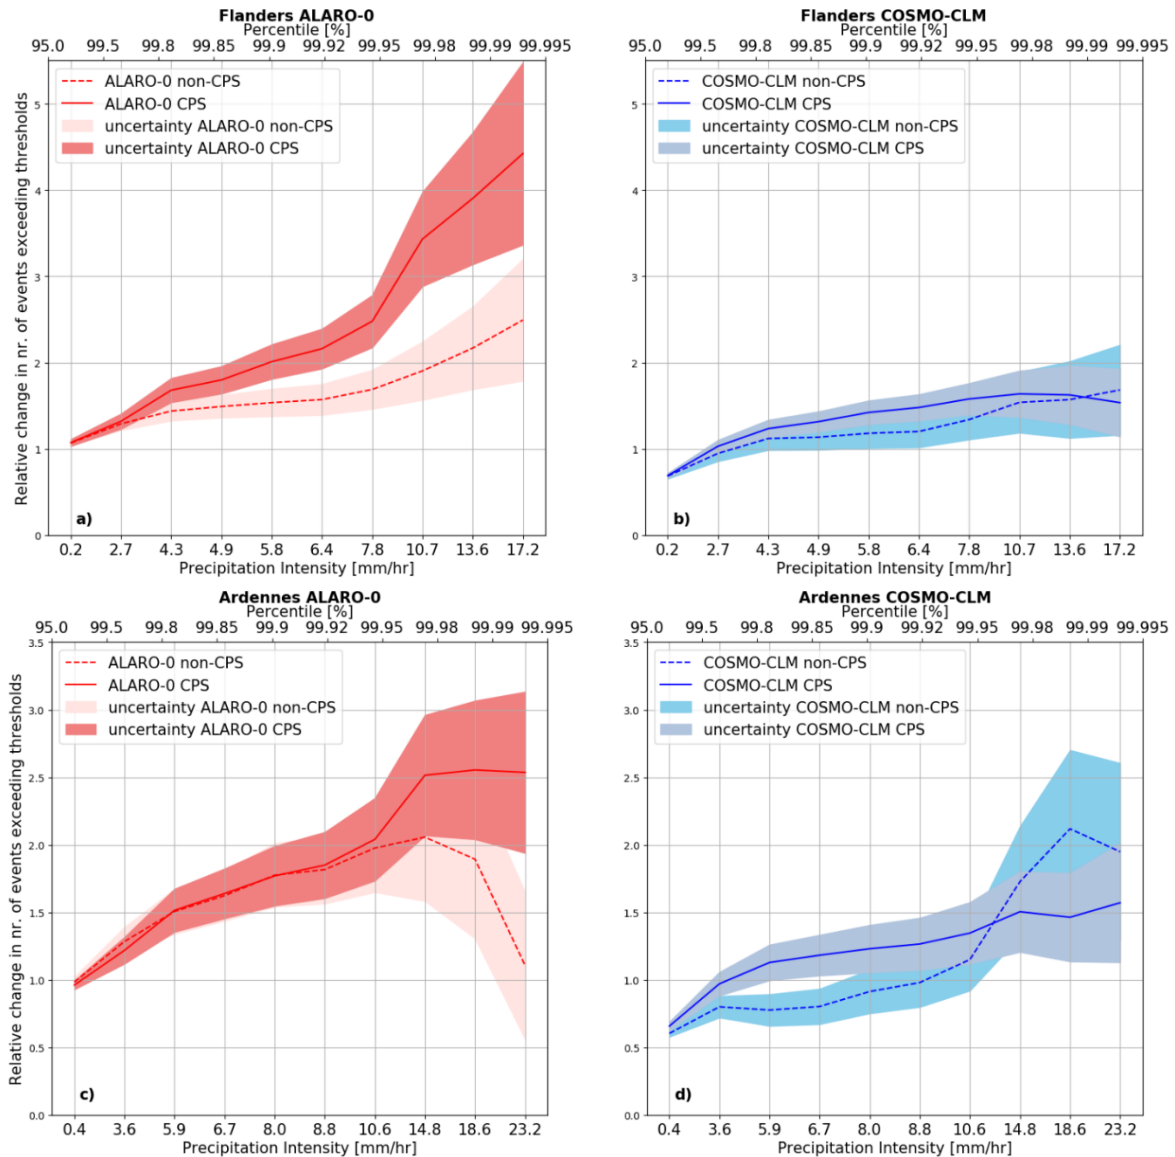 Flanders ALARO-0
Percentile [%]
95.0 99.5 99.8 99.85 99.9 99.92 99.95 99.98 99.99 99.995
Relative change in nr. of events exceeding thresholds
5
4
3
2
1
0
ALARO-0 non-CPS
ALARO-0 CPS
uncertainty ALARO-0 non-CPS
uncertainty ALARO-0 CPS
a)
0.2 2.7 4.3 4.9 5.8 6.4 7.8 10.7 13.6 17.2
Precipitation Intensity [mm/hr]
Flanders COSMO-CLM
Percentile [%]
95.0 99.5 99.8 99.85 99.9 99.92 99.95 99.98 99.99 99.995
5
4
3
2
1
0
COSMO-CLM non-CPS
COSMO-CLM CPS
uncertainty COSMO-CLM non-CPS
uncertainty COSMO-CLM CPS
b)
0.2 2.7 4.3 4.9 5.8 6.4 7.8 10.7 13.6 17.2
Precipitation Intensity [mm/hr]
Ardennes ALARO-0
Percentile [%]
95.0 99.5 99.8 99.85 99.9 99.92 99.95 99.98 99.99 99.995
Relative change in nr. of events exceeding thresholds
3.5
3.0
2.5
2.0
1.5
1.0
0.5
0.0
ALARO-0 non-CPS
ALARO-0 CPS
uncertainty ALARO-0 non-CPS
uncertainty ALARO-0 CPS
c)
0.4 3.6 5.9 6.7 8.0 8.8 10.6 14.8 18.6 23.2
Precipitation Intensity [mm/hr]
Ardennes COSMO-CLM
Percentile [%]
95.0 99.5 99.8 99.85 99.9 99.92 99.95 99.98 99.99 99.995
3.5
3.0
2.5
2.0
1.5
1.0
0.5
0.0
COSMO-CLM non-CPS
COSMO-CLM CPS
uncertainty COSMO-CLM non-CPS
uncertainty COSMO-CLM CPS
d)
0.4 3.6 5.9 6.7 8.0 8.8 10.6 14.8 18.6 23.2
Precipitation Intensity [mm/hr]